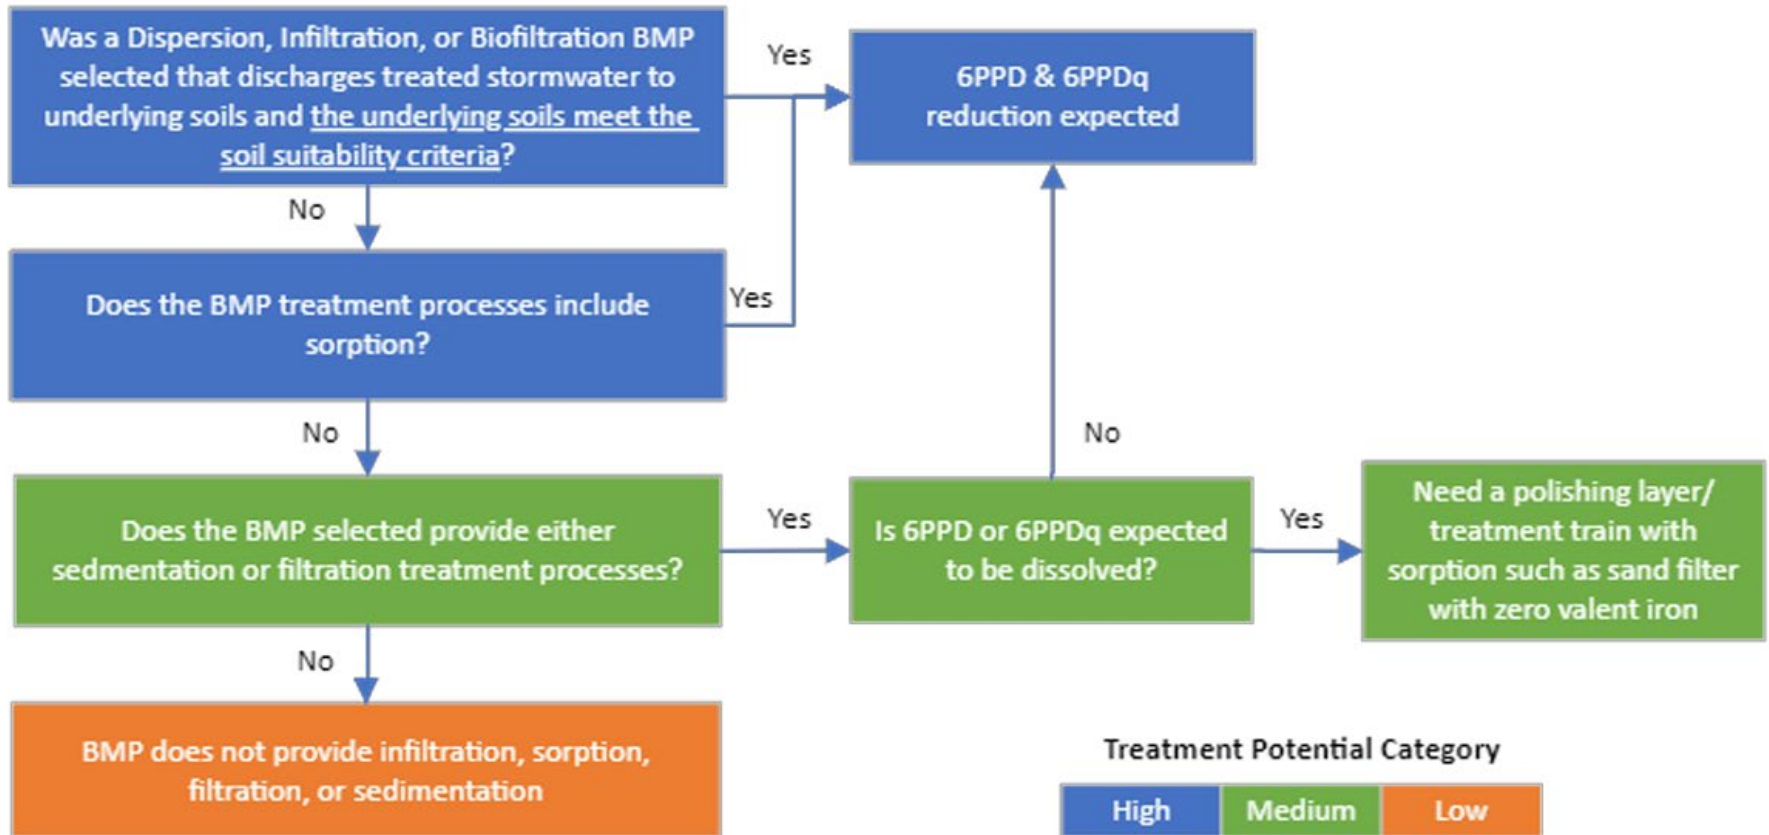 Was a Dispersion, Infiltration, or Biofiltration BMP
selected that discharges treated stormwater to
underlying soils and the underlying soils meet the
soil suitability criteria?
Yes
6PPD & 6PPDq
reduction expected
No
Does the BMP treatment processes include
sorption?
Yes
No
Does the BMP selected provide either
sedmentation or filtration treatment processes?
Yes
Is 6PPD or 6PPDq expected
to be dissolved?
No
Yes
Need a polishing layer/
treatment train with
sorption such as sand filter
with zero valent iron
No
BMP does not provide infiltration, sorption,
filtration, or sedimentation
Treatment Potential Category
High
Medium
Low